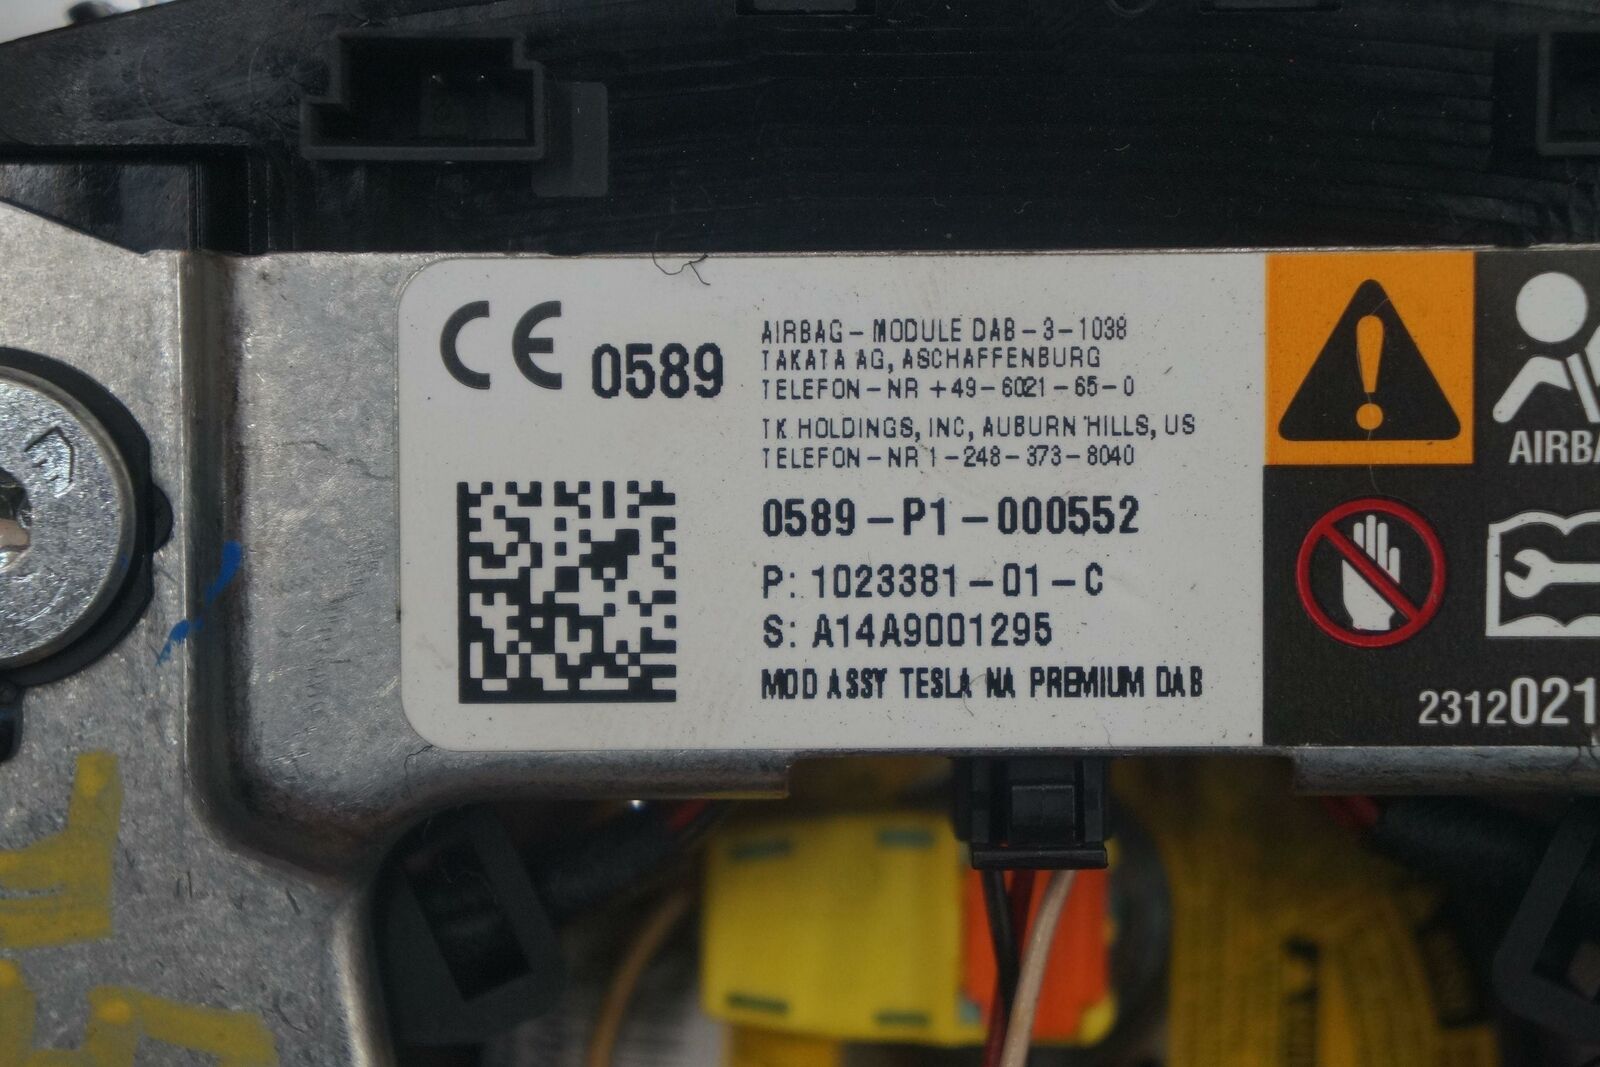 CE 0589
AIRBAG-MODULE DAB-3-1038
TAKATA AG, ASCHAFFENBURG
TELEFON-NR +49-6021-65-0
TK HOLDINGS, INC, AUBURN HILLS, US
TELEFON-NR 1-248-373-8040
0589-P1-000552
P: 1023381-01-C
S: A14A9001295
MOD ASSY TESLA NA PREMIUM DAB
AIRBA
2312021